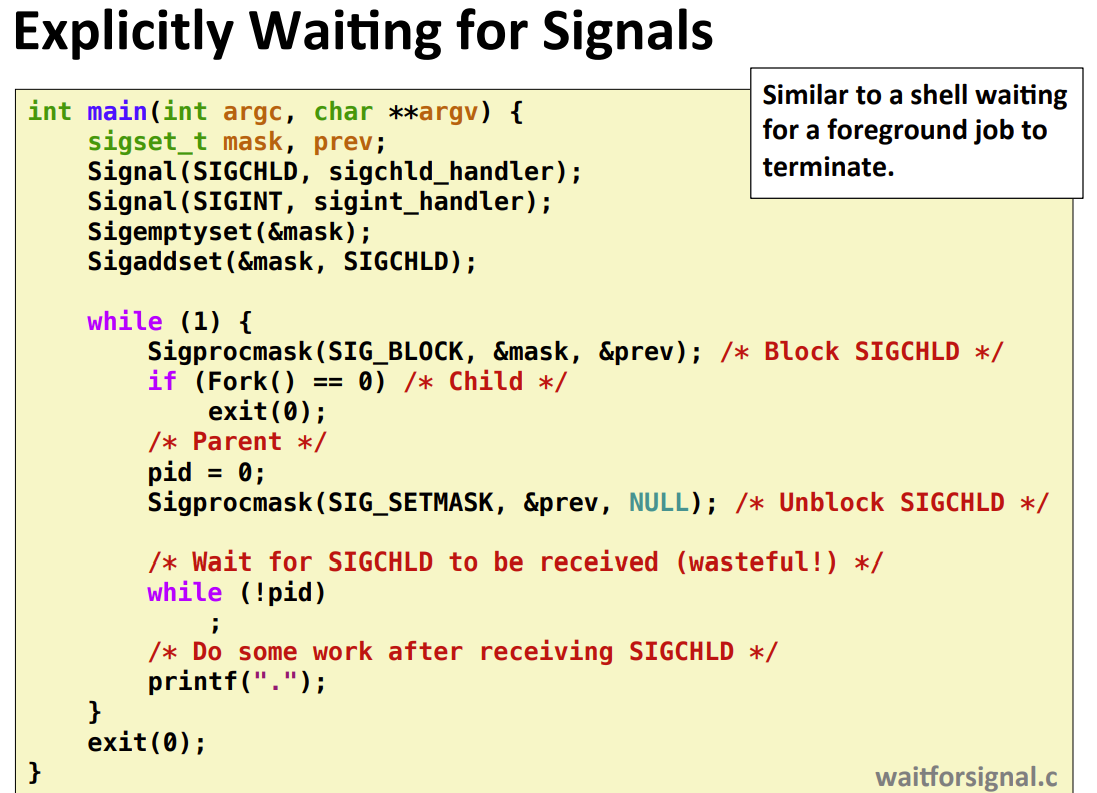 Explicitly Waiting for Signals
Similar to a shell waiting
for a foreground job to
terminate.
int main(int argc, char **argv) {
    sigset_t mask, prev;
    Signal(SIGCHLD, sigchld_handler);
    Signal(SIGINT, sigint_handler);
    Sigemptyset(&mask);
    Sigaddset(&mask, SIGCHLD);

    while (1) {
        Sigprocmask(SIG_BLOCK, &mask, &prev); /* Block SIGCHLD */
        if (Fork() == 0) /* Child */
            exit(0);
        /* Parent */
        pid = 0;
        Sigprocmask(SIG_SETMASK, &prev, NULL); /* Unblock SIGCHLD */

        /* Wait for SIGCHLD to be received (wasteful!) */
        while (!pid)
            ;
        /* Do some work after receiving SIGCHLD */
        printf(".");
    }
    exit(0);
}
waitforsignal.c